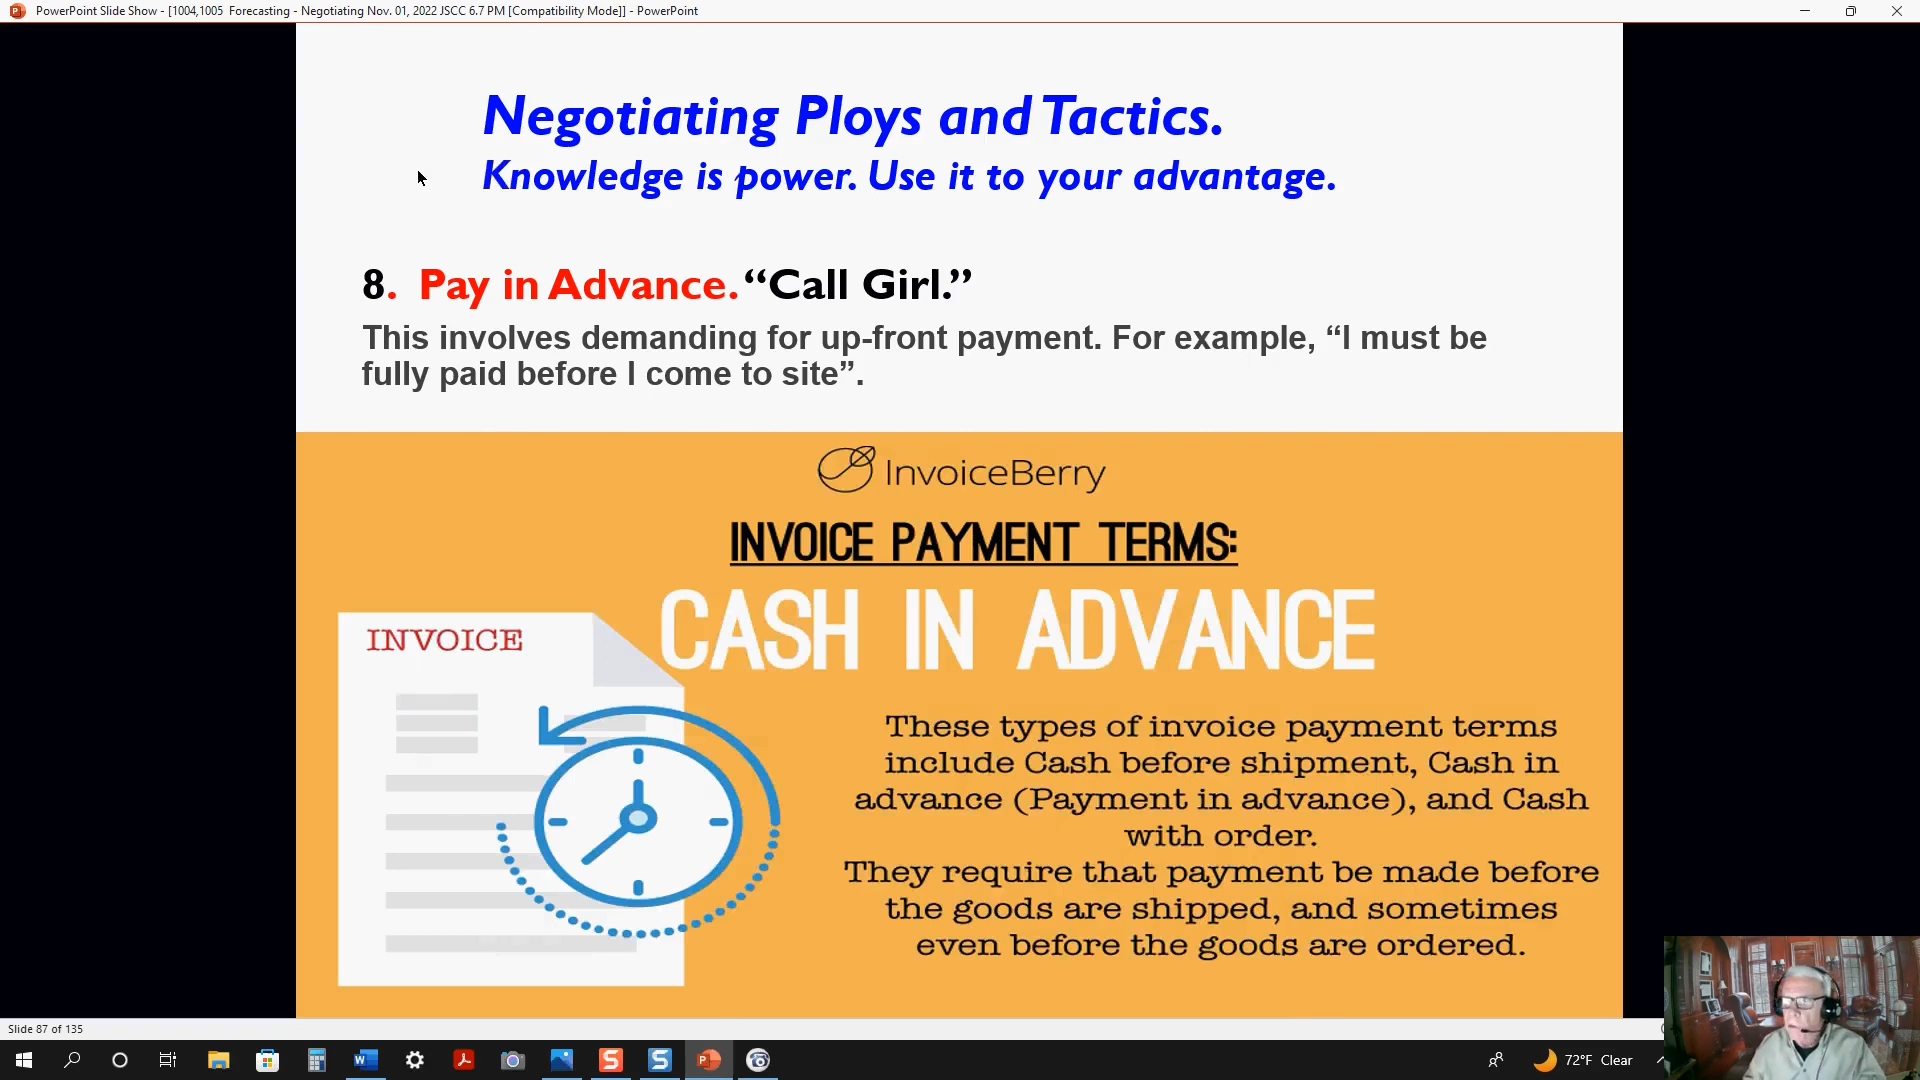 PowerPoint Slide Show - [1004,1005  Forecasting - Negotiating Nov. 01, 2022 JSCC 6.7 PM [Compatibility Mode]] - PowerPoint
Negotiating Ploys and Tactics.
Knowledge is power. Use it to your advantage.
8. Pay in Advance. “Call Girl.”
This involves demanding for up-front payment. For example, “I must be
fully paid before I come to site”.
InvoiceBerry
INVOICE PAYMENT TERMS:
CASH IN ADVANCE
INVOICE
These types of invoice payment terms
include Cash before shipment, Cash in
advance (Payment in advance), and Cash
with order.
They require that payment be made before
the goods are shipped, and sometimes
even before the goods are ordered.
Slide 87 of 135
72°F Clear